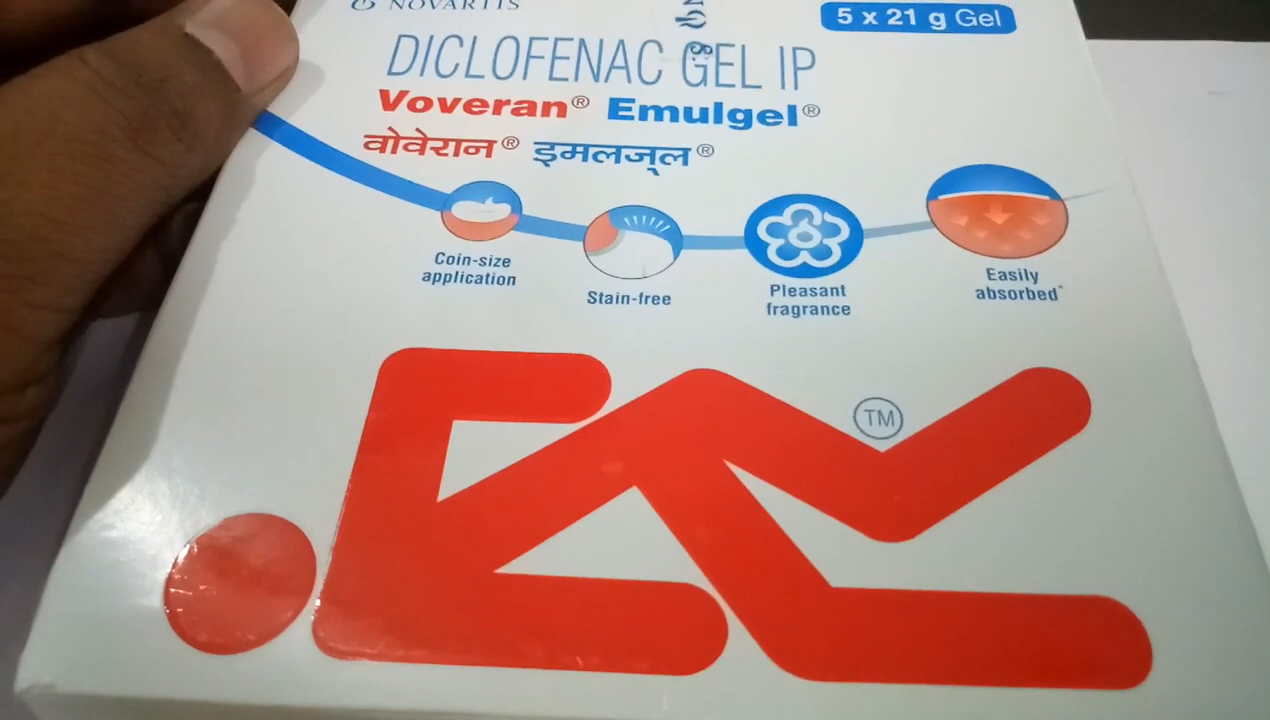 NOVARTIS
5 x 21 g Gel
DICLOFENAC GEL IP
Voveran® Emulgel®
वोवेरान® इमलज्ल®
Coin-size
application
Stain-free
Pleasant
fragrance
Easily
absorbed*
TM